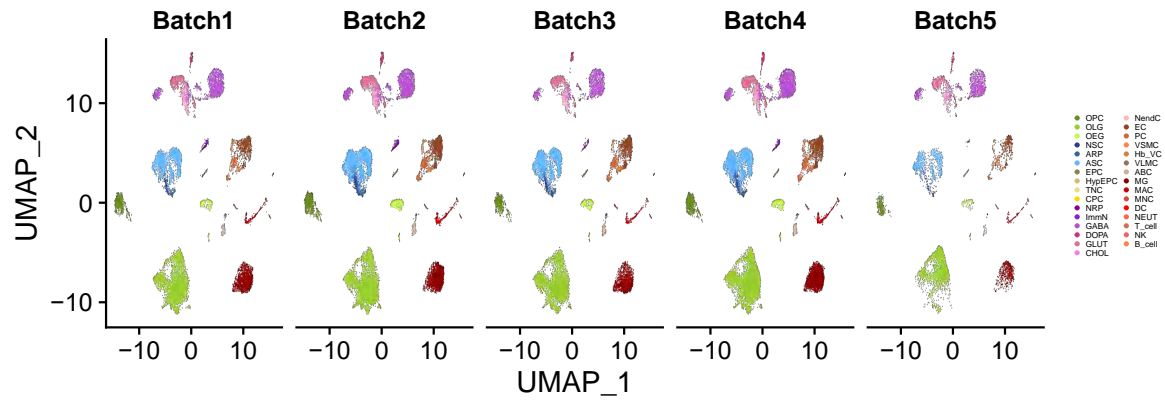 Batch1 Batch2 Batch3 Batch4 Batch5
UMAP_2
10
0
−10
−10 0 10 −10 0 10 −10 0 10 −10 0 10 −10 0 10
UMAP_1
OPC
OLG
OEG
NSC
ARP
ASC
EPC
HypEPC
TNC
CPC
NRP
ImmN
GABA
DOPA
GLUT
CHOL
NendC
EC
PC
VSMC
Hb_VC
VLMC
ABC
MG
MAC
MNC
DC
NEUT
T_cell
NK
B_cell